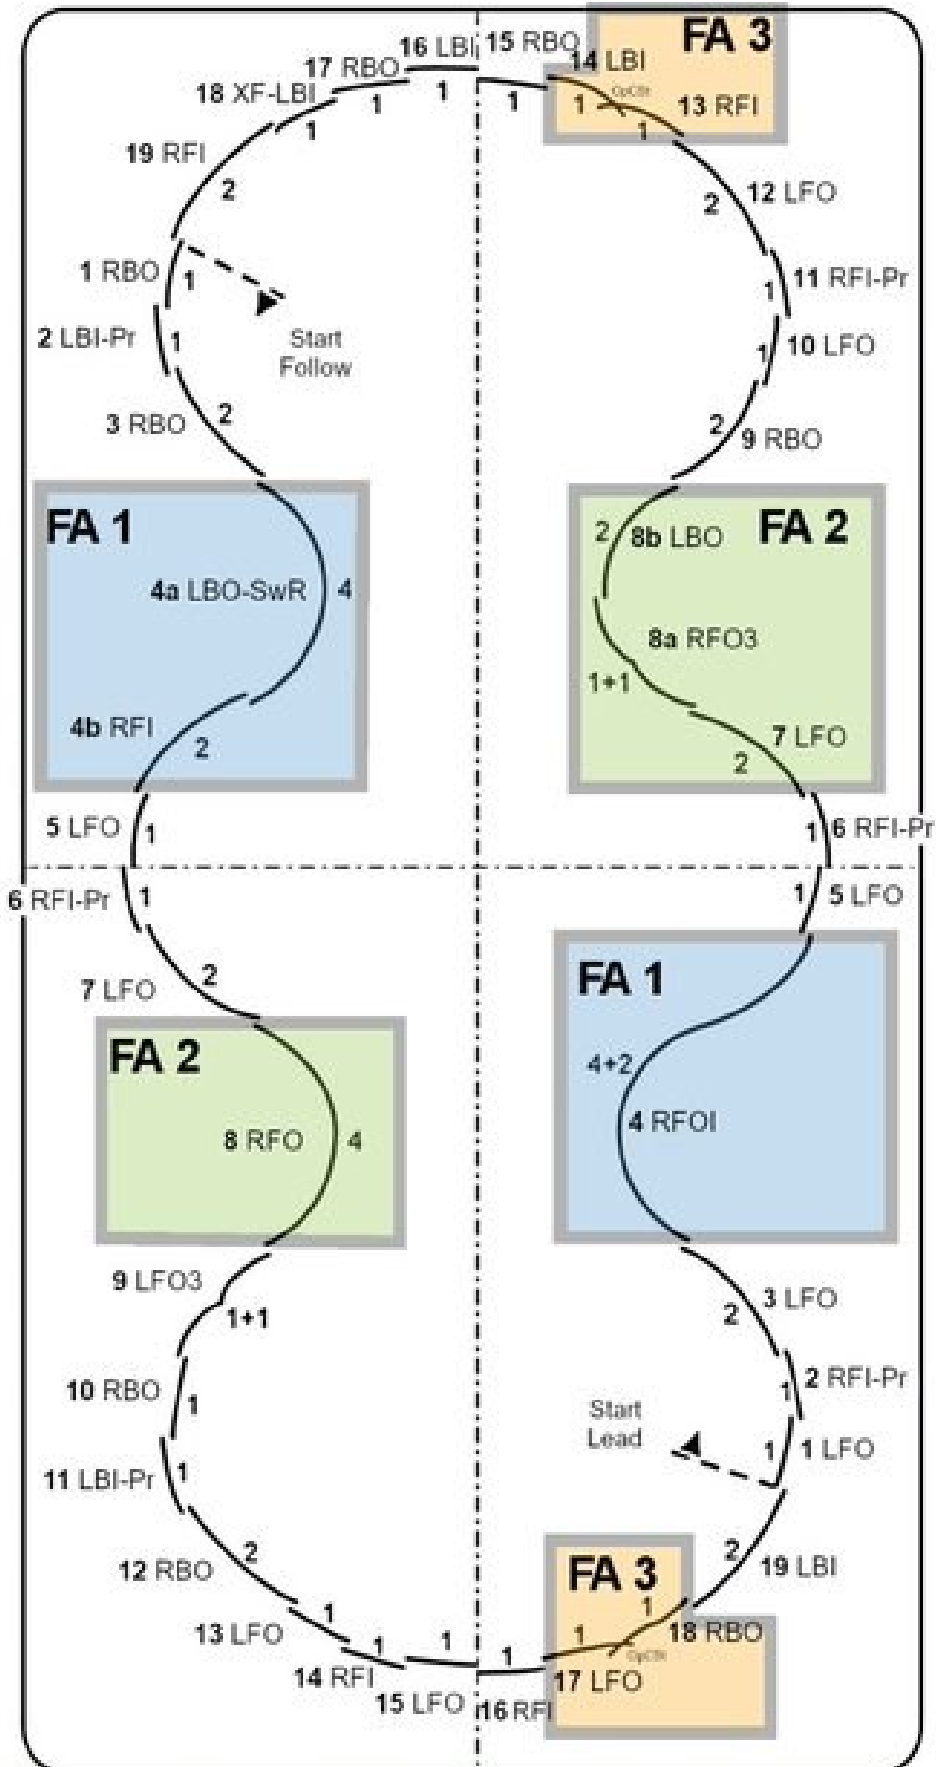 16 LBI
15 RBO
FA 3
14 LBI
17 RBO
1
1
1
OpCSt
13 RFI
18 XF-LBI
1
1
1
19 RFI
2
12 LFO
2
1 RBO
1
11 RFI-Pr
1
2 LBI-Pr
1
Start
Follow
10 LFO
1
3 RBO
2
2
9 RBO
FA 1
4a LBO-SwR
4
4b RFI
2
FA 2
2
8b LBO
8a RFO3
1+1
7 LFO
2
5 LFO
1
1
6 RFI-Pr
6 RFI-Pr
1
1
5 LFO
7 LFO
2
FA 1
4+2
4 RFOI
FA 2
8 RFO
4
9 LFO3
1+1
3 LFO
2
10 RBO
1
2 RFI-Pr
1
Start
Lead
1
1 LFO
11 LBI-Pr
1
12 RBO
2
2
19 LBI
FA 3
1
1
18 RBO
OpCSt
17 LFO
13 LFO
1
14 RFI
1
15 LFO
1
16 RFI
1